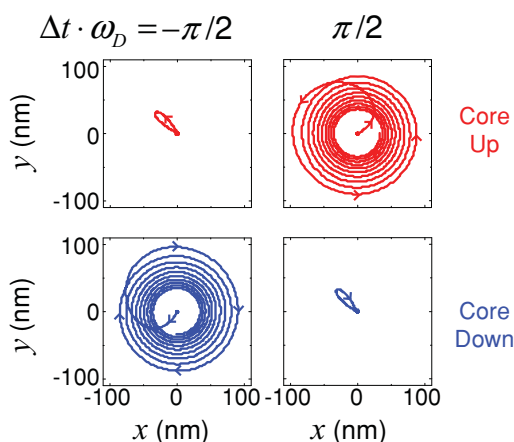 Δt · ω_D = −π/2
π/2
100
0
-100
y (nm)
Core
Up
100
0
-100
y (nm)
Core
Down
-100 0 100
-100 0 100
x (nm)
x (nm)